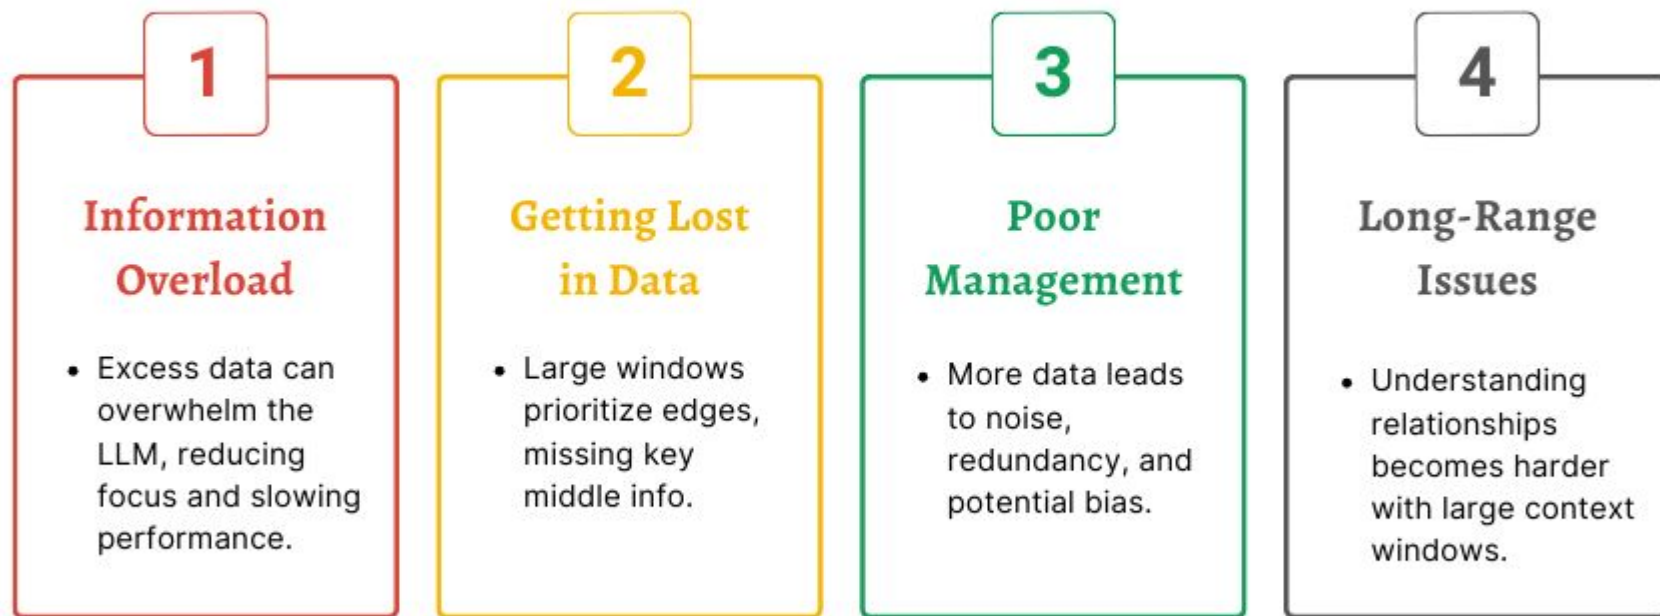 1
Information
Overload
• Excess data can
overwhelm the
LLM, reducing
focus and slowing
performance.
2
Getting Lost
in Data
• Large windows
prioritize edges,
missing key
middle info.
3
Poor
Management
• More data leads
to noise,
redundancy, and
potential bias.
4
Long-Range
Issues
• Understanding
relationships
becomes harder
with large context
windows.